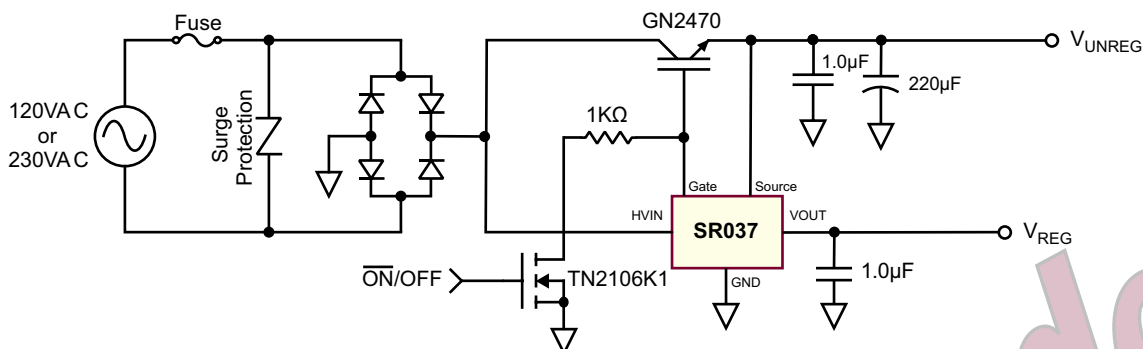 GN2470
Fuse
VUNREG
1.0µF
220µF
120VAC
or
230VAC
Surge
Protection
1KΩ
Gate
Source
HVIN
SR037
VOUT
VREG
ON/OFF
TN2106K1
GND
1.0µF